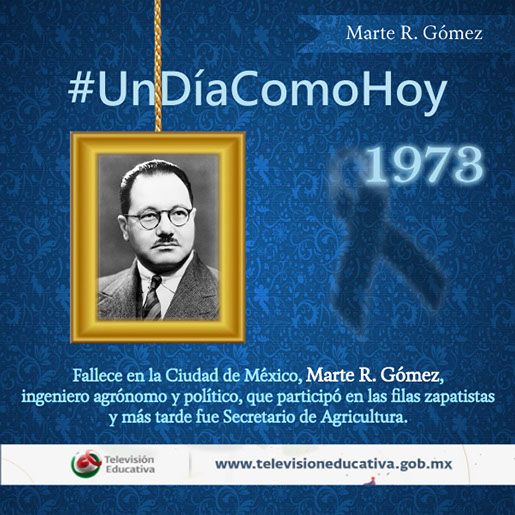 Marte R. Gómez
#UnDíaComoHoy
1973
Fallece en la Ciudad de México, Marte R. Gómez,
ingeniero agrónomo y político, que participó en las filas zapatistas
y más tarde fue Secretario de Agricultura.
Televisión
Educativa
www.televisioneducativa.gob.mx